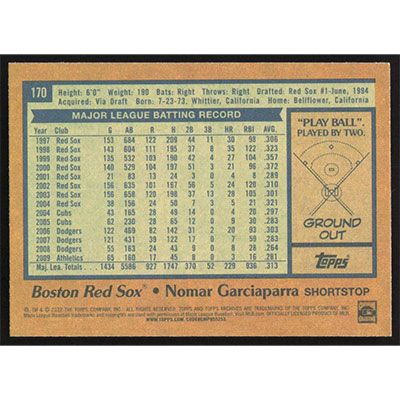 170
Height: 6'0" Weight: 190 Bats: Right Throws: Right Drafted: Red Sox #1-June, 1994
Acquired: Via Draft Born: 7-23-73, Whittier, California Home: Bellflower, California
MAJOR LEAGUE BATTING RECORD
Year Club G AB R H 2B 3B HR RBI AVG.
1997 Red Sox 153 684 122 209 44 11 30 98 .306
1998 Red Sox 143 604 111 195 37 8 35 122 .323
1999 Red Sox 135 532 103 190 42 4 27 104 .357
2000 Red Sox 140 529 104 197 51 3 21 96 .372
2001 Red Sox 21 83 13 24 3 0 4 8 .289
2002 Red Sox 156 635 101 197 56 5 24 120 .310
2003 Red Sox 156 658 120 198 37 13 28 105 .301
2004 Red Sox 38 156 24 50 7 3 5 21 .321
2004 Cubs 43 165 28 49 14 0 4 20 .297
2005 Cubs 62 230 28 65 12 0 9 30 .283
2006 Dodgers 122 469 82 142 31 2 20 93 .303
2007 Dodgers 121 431 39 122 17 0 7 59 .283
2008 Dodgers 55 163 24 43 9 0 8 28 .264
2009 Athletics 65 160 17 45 8 0 3 16 .281
Maj. Lea. Totals 1434 5586 927 1747 370 52 229 936 .313
"PLAY BALL".
PLAYED BY TWO.
GROUND
OUT
Topps
Boston Red Sox • Nomar Garciaparra SHORTSTOP